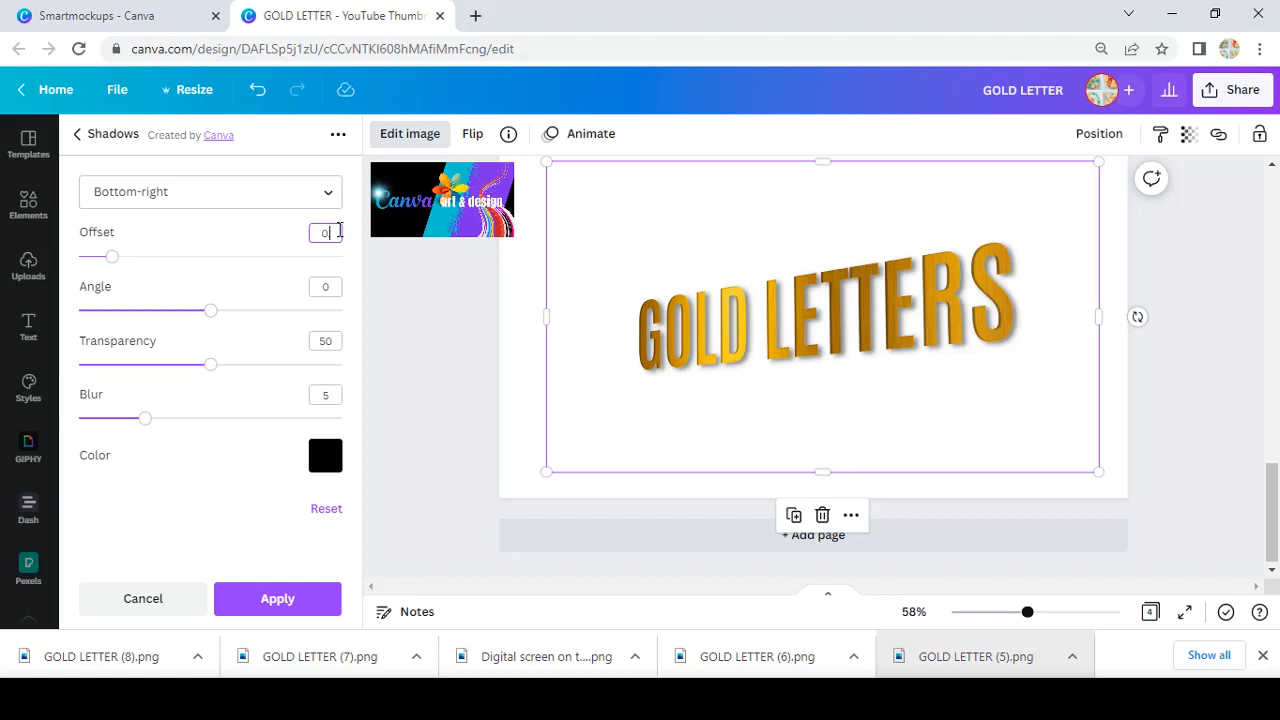 Smartmockups - Canva
GOLD LETTER - YouTube Thumbn
canva.com/design/DAFLSp5j1zU/cCCvNTKI608hMAfiMmFcng/edit
Home
File
Resize
GOLD LETTER
Share
Templates
Elements
Uploads
Text
Styles
GIPHY
Dash
Pexels
Shadows
Created by Canva
Bottom-right
Offset
0
Angle
0
Transparency
50
Blur
5
Color
Reset
Cancel
Apply
Edit image
Flip
Animate
Position
Canva art & design
GOLD LETTERS
+ Add page
Notes
58%
4
GOLD LETTER (8).png
GOLD LETTER (7).png
Digital screen on t....png
GOLD LETTER (6).png
GOLD LETTER (5).png
Show all